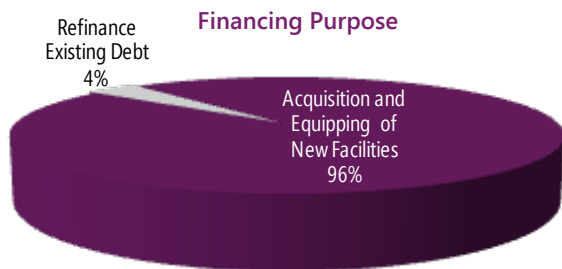 Financing Purpose
Refinance
Existing Debt
4%
Acquisition and
Equipping of
New Facilities
96%